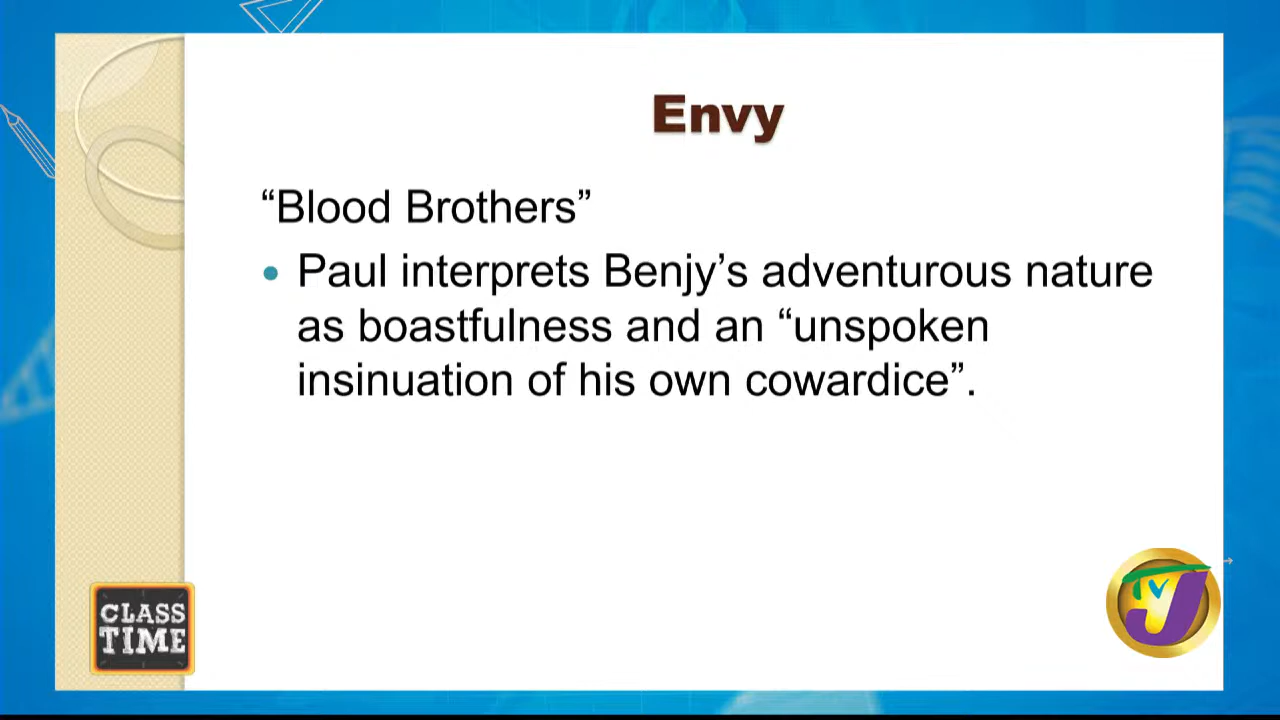 Envy
“Blood Brothers”
• Paul interprets Benjy’s adventurous nature
as boastfulness and an “unspoken
insinuation of his own cowardice”.
CLASS
TIME
TVJ